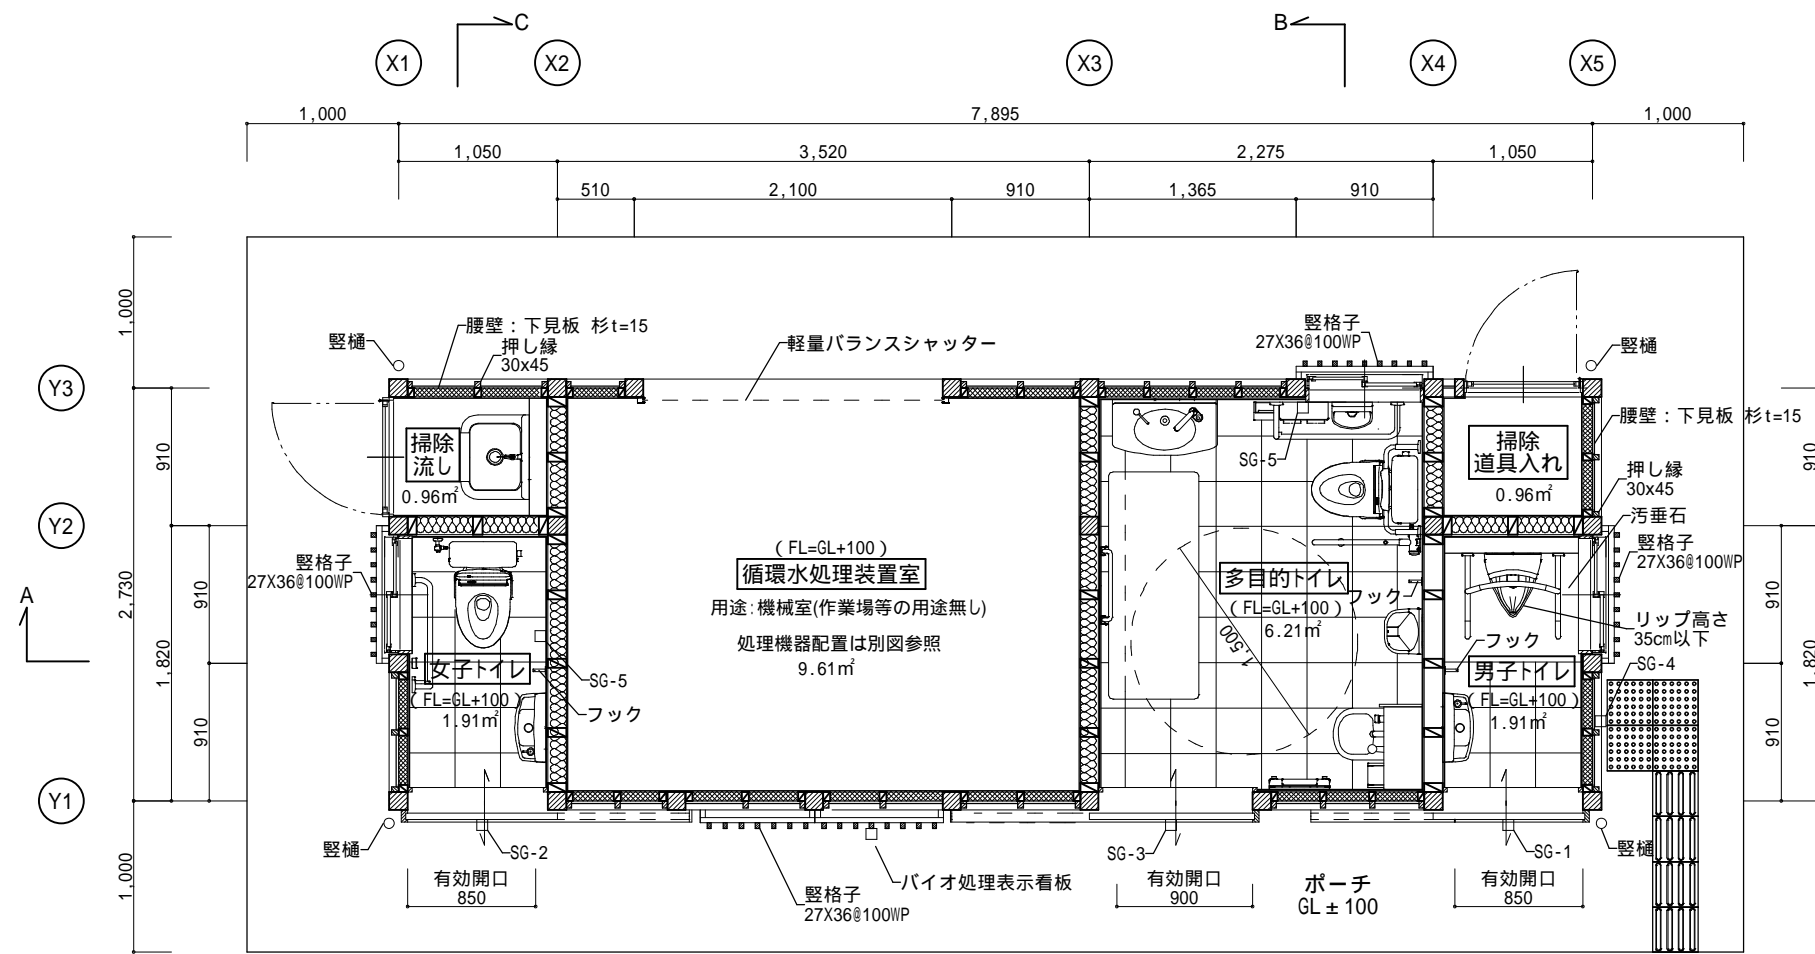 C
B
X1
X2
X3
X4
X5
1,000
7,895
1,000
1,050
3,520
2,275
1,050
510
2,100
910
1,365
910
1,000
竪樋
腰壁：下見板 杉t=15
押し縁
30x45
軽量バランスシャッター
竪格子
27X36@100WP
竪樋
Y3
910
掃除
流し
0.96㎡
SG-5
掃除
道具入れ
0.96㎡
腰壁：下見板 杉t=15
押し縁
30x45
910
Y2
汚垂石
竪格子
27X36@100WP
竪格子
27X36@100WP
2,730
1,820
910
910
A
女子トイレ
(FL=GL+100)
1.91㎡
SG-5
フック
(FL=GL+100)
循環水処理装置室
用途:機械室(作業場等の用途無し)
処理機器配置は別図参照
9.61㎡
多目的トイレ
(FL=GL+100)
6.21㎡
フック
1,500
フック
男子トイレ
(FL=GL+100)
1.91㎡
リップ高さ
35cm以下
SG-4
910
1,820
910
Y1
1,000
竪樋
SG-2
有効開口
850
竪格子
27X36@100WP
バイオ処理表示看板
SG-3
有効開口
900
ポーチ
GL±100
SG-1
有効開口
850
竪樋